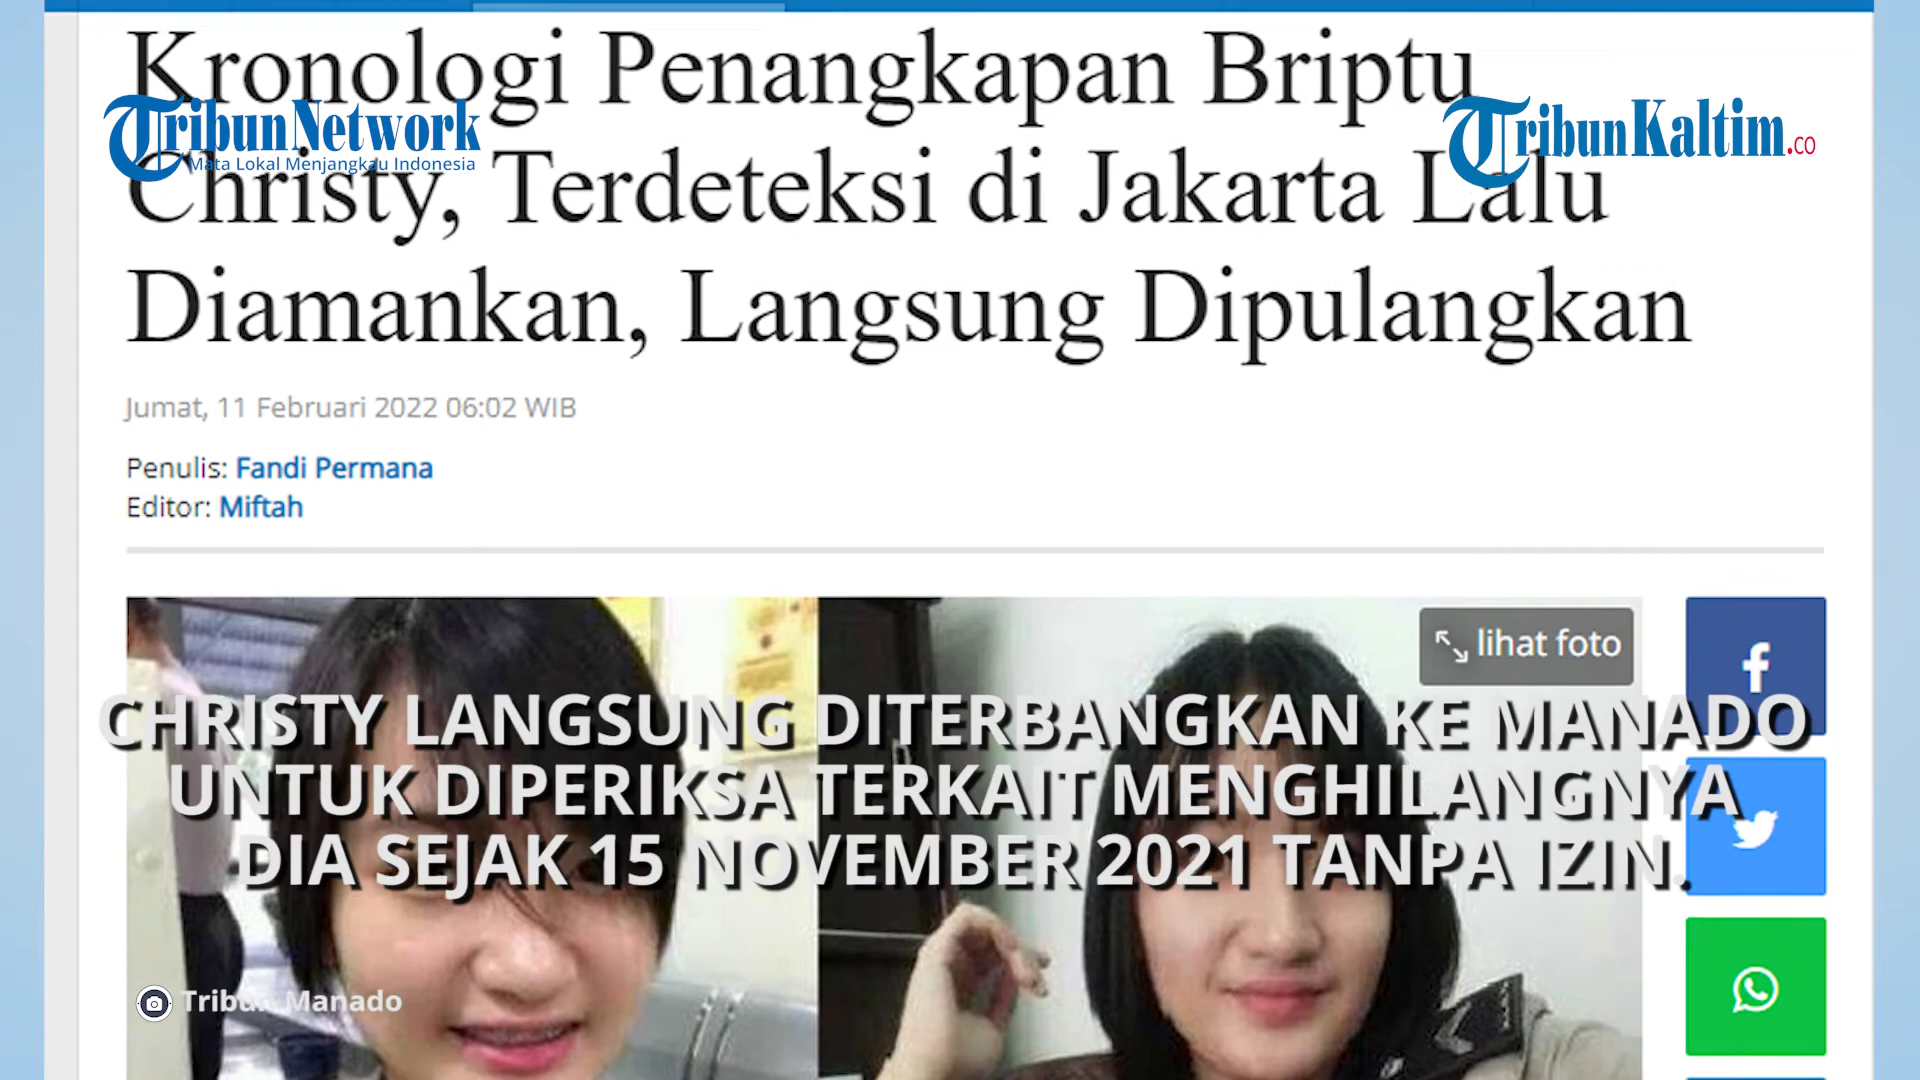 Kronologi Penangkapan Briptu
TribunNetwork
Mata Lokal Menjangkau Indonesia
TribunKaltim.co
Christy, Terdeteksi di Jakarta Lalu
Diamankan, Langsung Dipulangkan
Jumat, 11 Februari 2022 06:02 WIB
Penulis: Fandi Permana
Editor: Miftah
lihat foto
CHRISTY LANGSUNG DITERBANGKAN KE MANADO
UNTUK DIPERIKSA TERKAIT MENGHILANGNYA
DIA SEJAK 15 NOVEMBER 2021 TANPA IZIN.
Tribun Manado